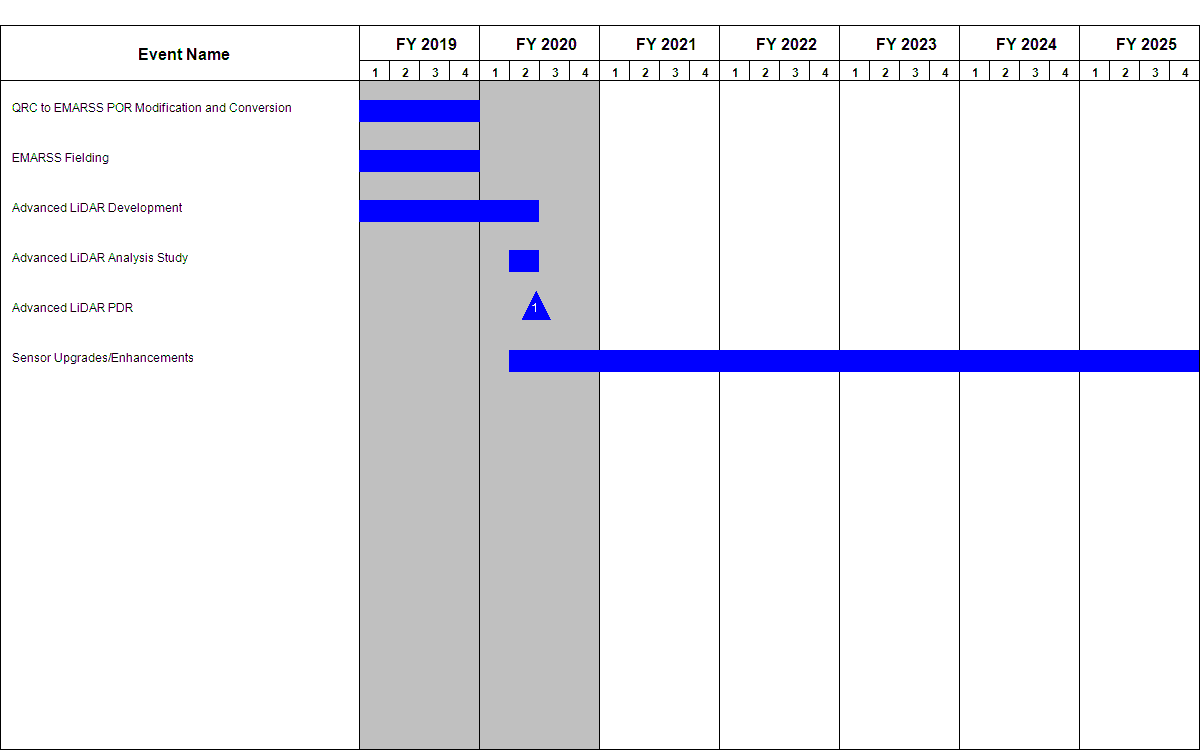 Event Name FY 2019 FY 2020 FY 2021 FY 2022 FY 2023 FY 2024 FY 2025
1 2 3 4 1 2 3 4 1 2 3 4 1 2 3 4 1 2 3 4 1 2 3 4 1 2 3 4
QRC to EMARSS POR Modification and Conversion
EMARSS Fielding
Advanced LiDAR Development
Advanced LiDAR Analysis Study
Advanced LiDAR PDR 1
Sensor Upgrades/Enhancements